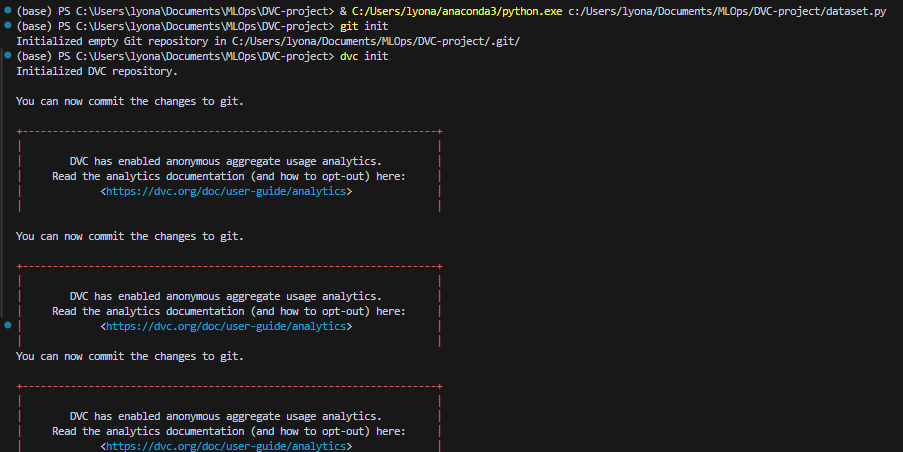 (base) PS C:\Users\lyona\Documents\MLOps\DVC-project> & C:/Users/lyona/anaconda3/python.exe c:/Users/lyona/Documents/MLOps/DVC-project/dataset.py
(base) PS C:\Users\lyona\Documents\MLOps\DVC-project> git init
Initialized empty Git repository in C:/Users/lyona/Documents/MLOps/DVC-project/.git/
(base) PS C:\Users\lyona\Documents\MLOps\DVC-project> dvc init
Initialized DVC repository.
You can now commit the changes to git.
DVC has enabled anonymous aggregate usage analytics.
Read the analytics documentation (and how to opt-out) here:
<https://dvc.org/doc/user-guide/analytics>
You can now commit the changes to git.
DVC has enabled anonymous aggregate usage analytics.
Read the analytics documentation (and how to opt-out) here:
<https://dvc.org/doc/user-guide/analytics>
You can now commit the changes to git.
DVC has enabled anonymous aggregate usage analytics.
Read the analytics documentation (and how to opt-out) here:
<https://dvc.org/doc/user-guide/analytics>